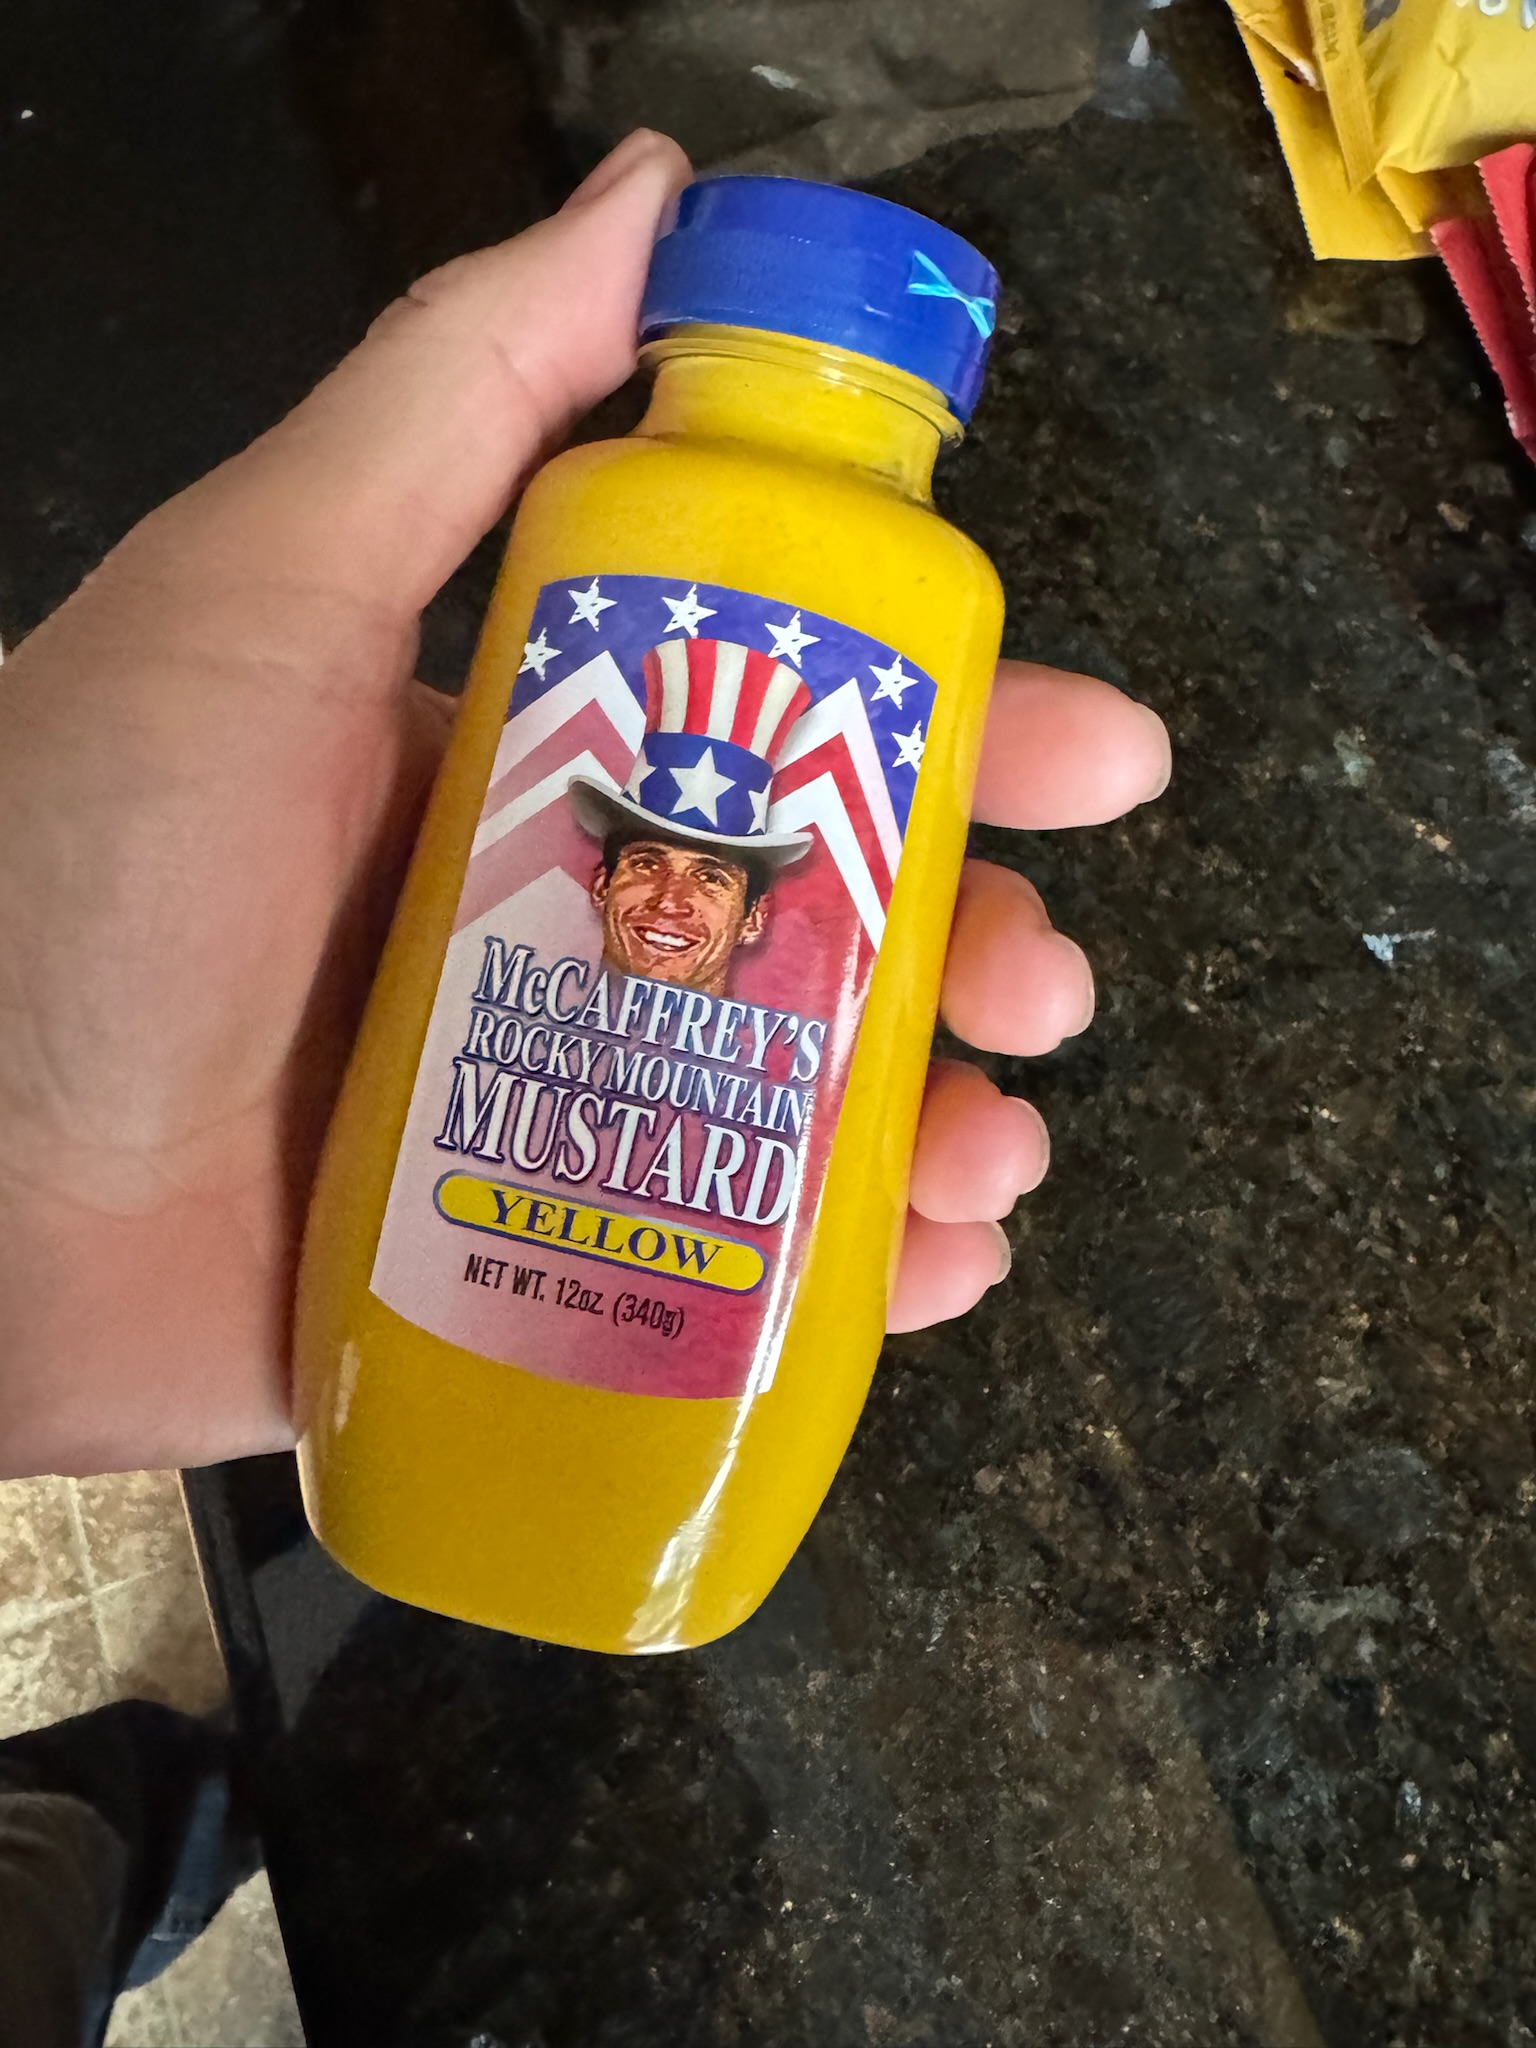 McCAFFREY'S
ROCKY MOUNTAIN
MUSTARD
YELLOW
NET WT. 12oz. (340g)